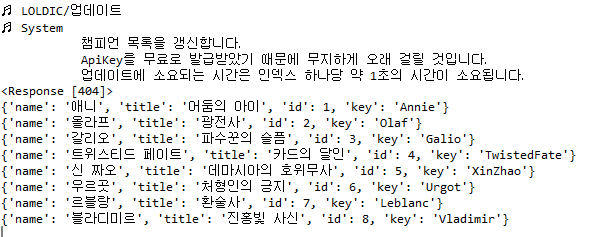 ♬ LOLDIC/업데이트
♬ System
챔피언 목록을 갱신합니다.
ApiKey를 무료로 발급받았기 때문에 무지하게 오래 걸릴 것입니다.
업데이트에 소요되는 시간은 인덱스 하나당 약 1초의 시간이 소요됩니다.
<Response [404]>
{'name': '애니', 'title': '어둠의 아이', 'id': 1, 'key': 'Annie'}
{'name': '올라프', 'title': '광전사', 'id': 2, 'key': 'Olaf'}
{'name': '갈리오', 'title': '파수꾼의 슬픔', 'id': 3, 'key': 'Galio'}
{'name': '트위스티드 페이트', 'title': '카드의 달인', 'id': 4, 'key': 'TwistedFate'}
{'name': '신 짜오', 'title': '데마시아의 호위무사', 'id': 5, 'key': 'XinZhao'}
{'name': '우르곳', 'title': '처형인의 긍지', 'id': 6, 'key': 'Urgot'}
{'name': '르블랑', 'title': '환술사', 'id': 7, 'key': 'Leblanc'}
{'name': '블라디미르', 'title': '진홍빛 사신', 'id': 8, 'key': 'Vladimir'}